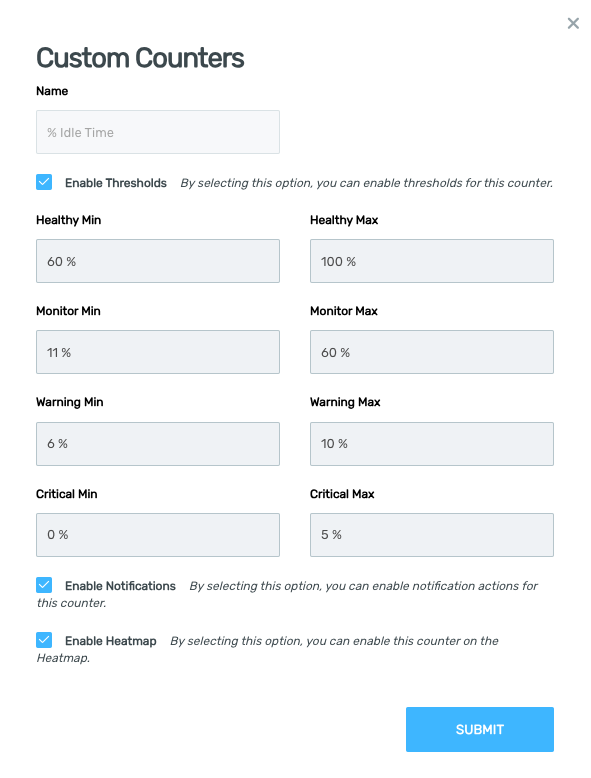 Custom Counters
Name
% Idle Time
Enable Thresholds By selecting this option, you can enable thresholds for this counter.
Healthy Min Healthy Max
60 % 100 %
Monitor Min Monitor Max
11 % 60 %
Warning Min Warning Max
6 % 10 %
Critical Min Critical Max
0 % 5 %
Enable Notifications By selecting this option, you can enable notification actions for
this counter.
Enable Heatmap By selecting this option, you can enable this counter on the
Heatmap.
SUBMIT